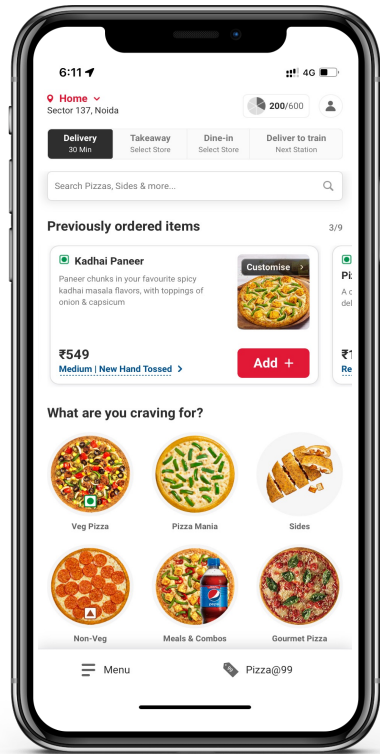 6:11
4G
Home
Sector 137, Noida
200/600
Delivery
30 Min
Takeaway
Select Store
Dine-in
Select Store
Deliver to train
Next Station
Search Pizzas, Sides & more...
Previously ordered items
3/9
Kadhai Paneer
Paneer chunks in your favourite spicy
kadhai masala flavors, with toppings of
onion & capsicum
Customise
₹549
Medium | New Hand Tossed
Add +
What are you craving for?
Veg Pizza
Pizza Mania
Sides
pepsi
Non-Veg
Meals & Combos
Gourmet Pizza
Menu
Pizza@99